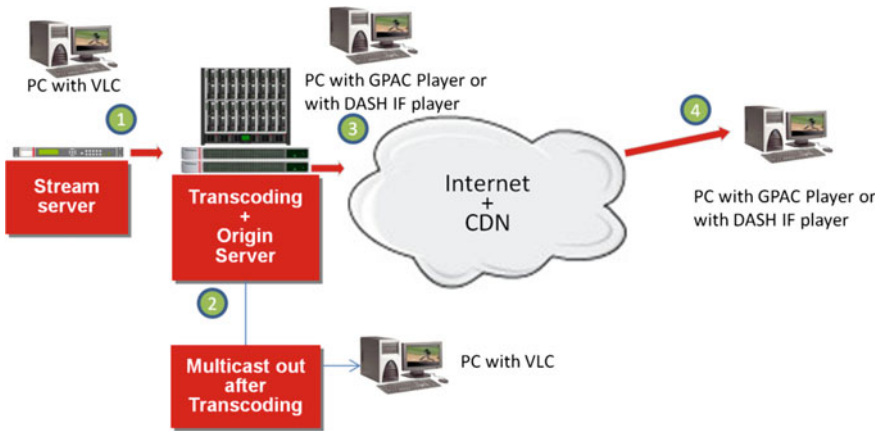 PC with VLC
1
Stream
server
Transcoding
+
Origin
Server
PC with GPAC Player or
with DASH IF player
3
Internet
+
CDN
4
PC with GPAC Player or
with DASH IF player
2
Multicast out
after
Transcoding
PC with VLC